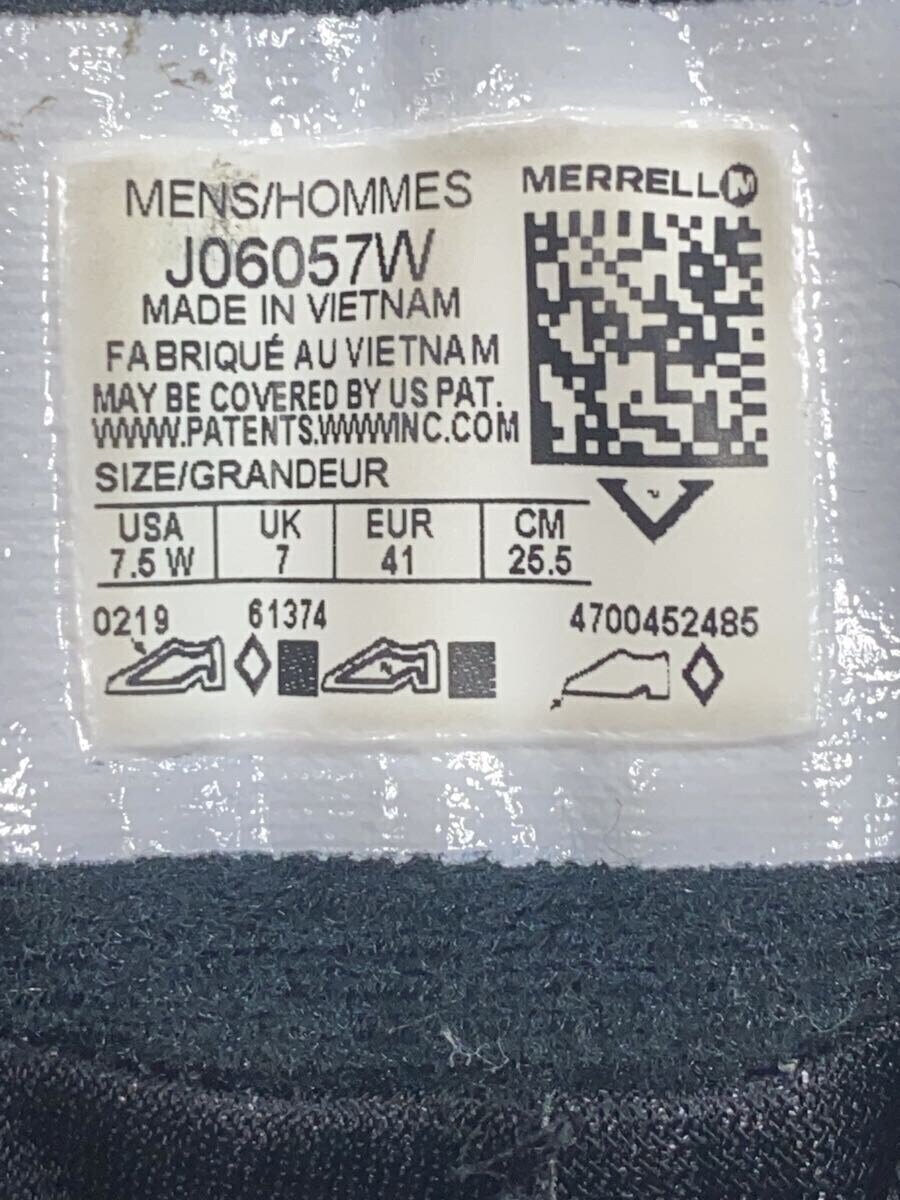 MENS/HOMMES
MERRELL
J06057W
MADE IN VIETNAM
FABRIQUÉ AU VIETNAM
MAY BE COVERED BY US PAT.
WWW.PATENTS.WWWINC.COM
SIZE/GRANDEUR
USA UK EUR CM
7.5 W 7 41 25.5
0219 61374 4700452485